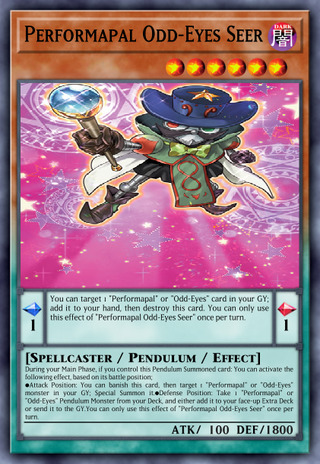 Performapal Odd-Eyes Seer
DARK
闇
You can target 1 "Performapal" or "Odd-Eyes" card in your GY;
add it to your hand, then destroy this card. You can only use
this effect of "Performapal Odd-Eyes Seer" once per turn.
1
1
[Spellcaster / Pendulum / Effect]
During your Main Phase, if you control this Pendulum Summoned card: You can activate the
following effect, based on its battle position;
●Attack Position: You can banish this card, then target 1 "Performapal" or "Odd-Eyes"
monster in your GY; Special Summon it.●Defense Position: Take 1 "Performapal" or
"Odd-Eyes" Pendulum Monster from your Deck, and either add it to your face-up Extra Deck
or send it to the GY.You can only use this effect of "Performapal Odd-Eyes Seer" once per
turn.
ATK/ 100 DEF/1800